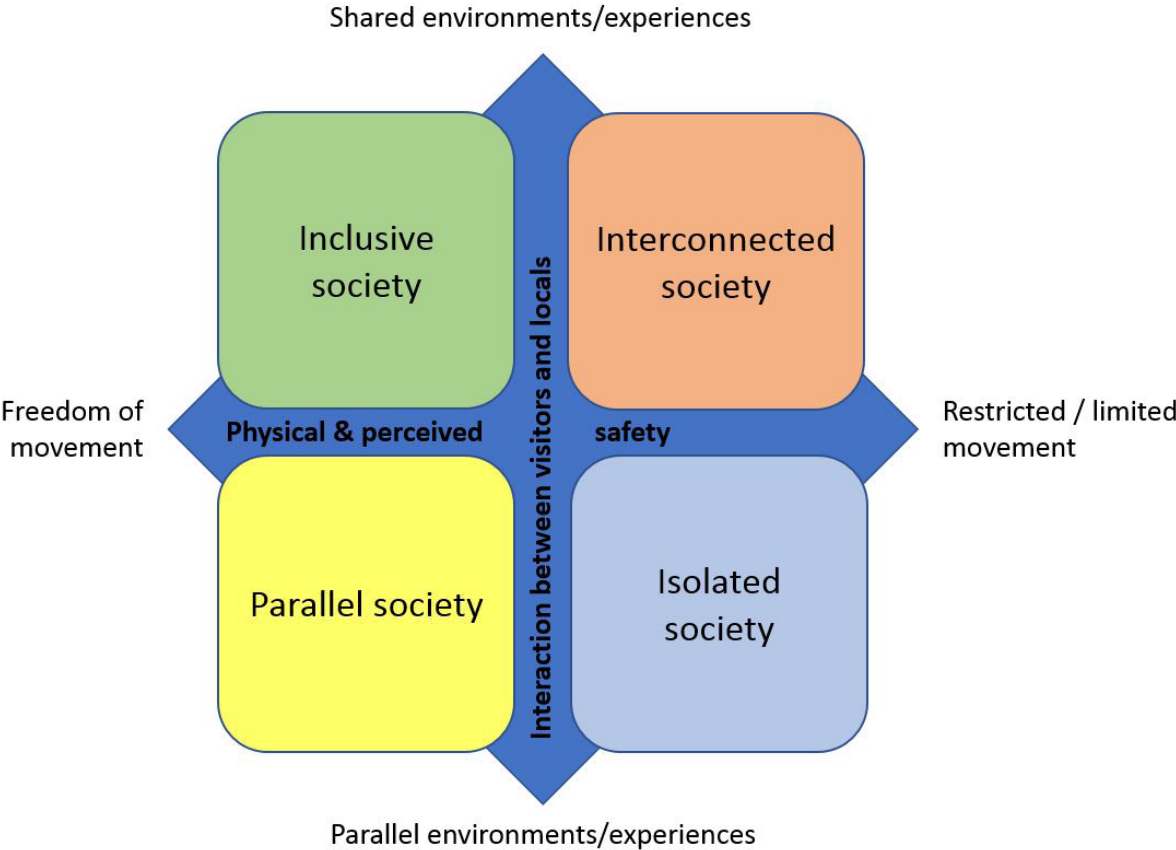 Shared environments/experiences
Inclusive
society
Interconnected
society
Interaction between visitors and locals
Freedom of
movement
Physical & perceived safety
Restricted / limited
movement
Parallel society
Isolated
society
Parallel environments/experiences